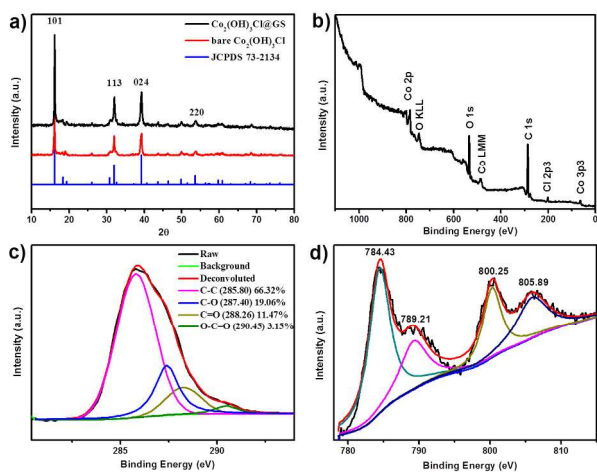 a)
101
113
024
220
Co₂(OH)₃Cl@GS
bare Co₂(OH)₃Cl
JCPDS 73-2134
Intensity (a.u.)
10 20 30 40 50 60 70 80
2θ
b)
Co 2p
O KLL
O 1s
Co LMM
C 1s
Cl 2p3
Co 3p3
Intensity (a.u.)
1000 800 600 400 200 0
Binding Energy (eV)
c)
Raw
Background
Deconvoluted
C-C (285.80) 66.32%
C-O (287.40) 19.06%
C=O (288.26) 11.47%
O-C=O (290.45) 3.15%
Intensity (a.u.)
285 290
Binding Energy (eV)
d)
784.43
789.21
800.25
805.89
Intensity (a.u.)
780 790 800 810
Binding Energy (eV)